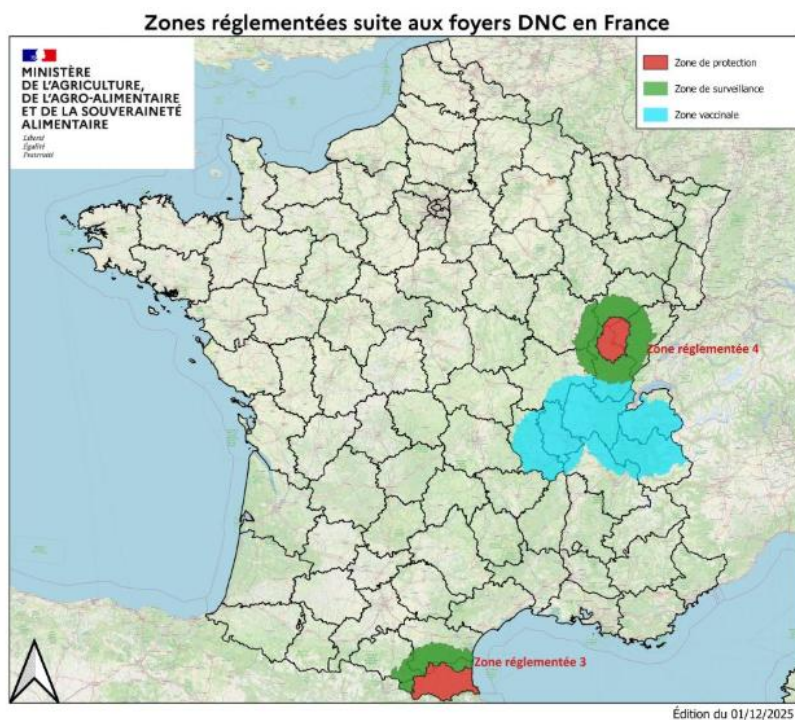 Zones réglementées suite aux foyers DNC en France
MINISTÈRE
DE L'AGRICULTURE,
DE L'AGRO-ALIMENTAIRE
ET DE LA SOUVERAINETÉ
ALIMENTAIRE
Liberté
Égalité
Fraternité
Zone de protection
Zone de surveillance
Zone vaccinale
Zone réglementée 4
Zone réglementée 3
Édition du 01/12/2025